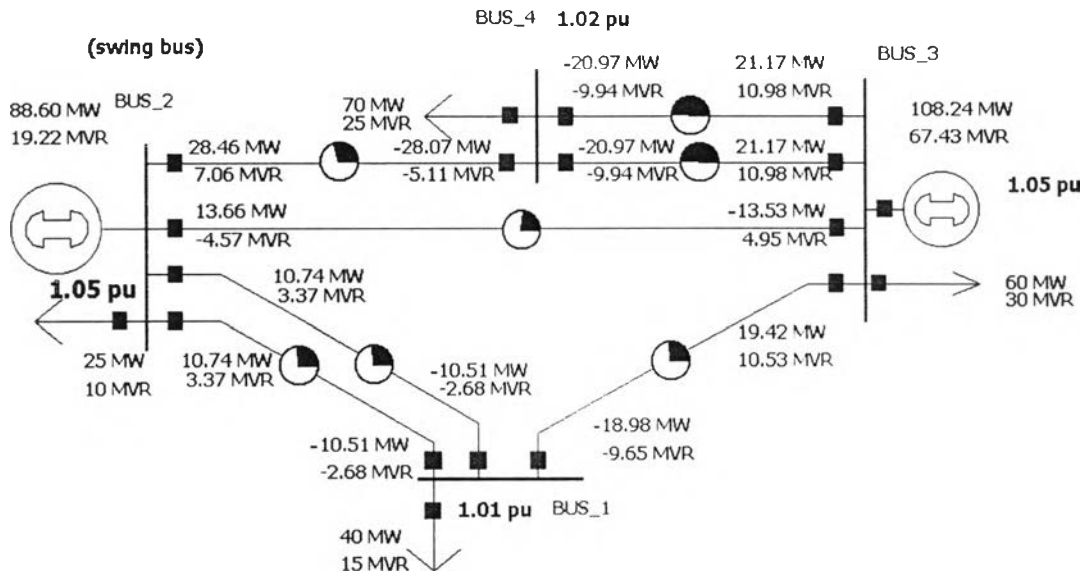 BUS_4 1.02 pu
(swing bus)
BUS_3
-20.97 MW
-9.94 MVR
21.17 MW
10.98 MVR
88.60 MW
19.22 MVR
BUS_2
70 MW
25 MVR
108.24 MW
67.43 MVR
28.46 MW
7.06 MVR
-28.07 MW
-5.11 MVR
-20.97 MW
-9.94 MVR
21.17 MW
10.98 MVR
1.05 pu
13.66 MW
-4.57 MVR
-13.53 MW
4.95 MVR
1.05 pu
10.74 MW
3.37 MVR
60 MW
30 MVR
25 MW
10 MVR
10.74 MW
3.37 MVR
19.42 MW
10.53 MVR
-10.51 MW
-2.68 MVR
-18.98 MW
-9.65 MVR
-10.51 MW
-2.68 MVR
1.01 pu BUS_1
40 MW
15 MVR